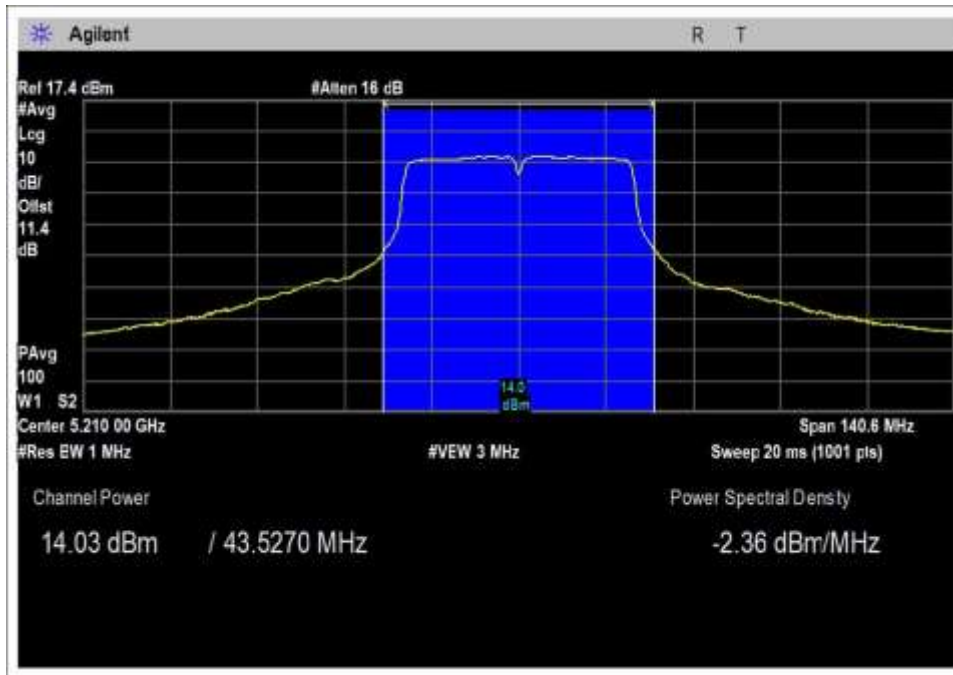 Agilent R T
Ref 17.4 dBm #Atten 16 dB
#Avg
Log
10
dB/
Offst
11.4
dB
PAvg
100
W1 S2
14.0
dBm
Center 5.210 00 GHz Span 140.6 MHz
#Res BW 1 MHz #VBW 3 MHz Sweep 20 ms (1001 pts)
Channel Power Power Spectral Density
14.03 dBm / 43.5270 MHz -2.36 dBm/MHz